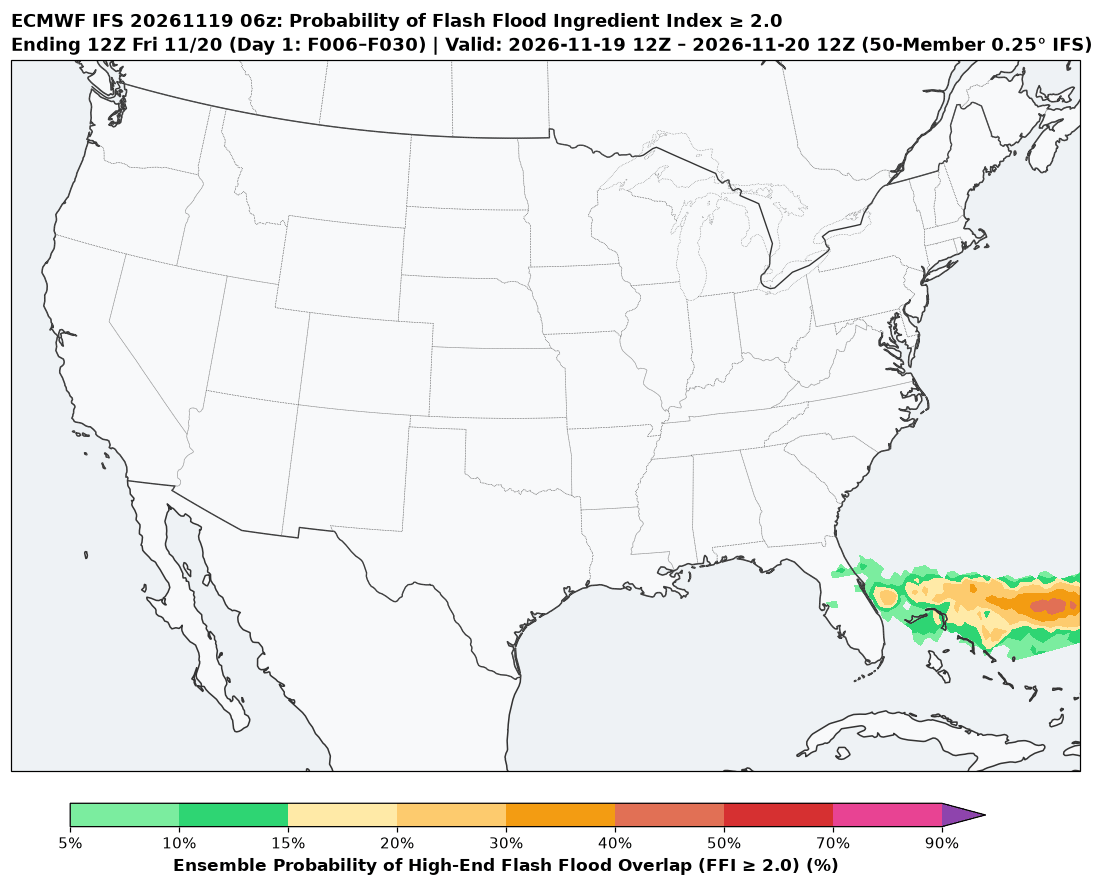 ECMWF IFS 20261119 06z: Probability of Flash Flood Ingredient Index ≥ 2.0
Ending 12Z Fri 11/20 (Day 1: F006–F030) | Valid: 2026-11-19 12Z – 2026-11-20 12Z (50-Member 0.25° IFS)
5% 10% 15% 20% 30% 40% 50% 70% 90%
Ensemble Probability of High-End Flash Flood Overlap (FFI ≥ 2.0) (%)